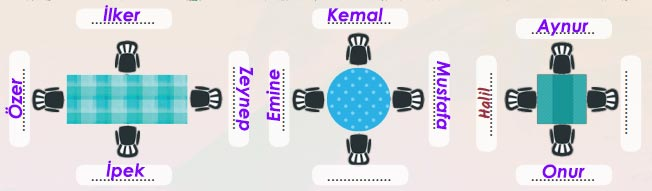 İlker
Özer
Zeynep
İpek
Kemal
Emine
Mustafa
Aynur
Halil
Onur